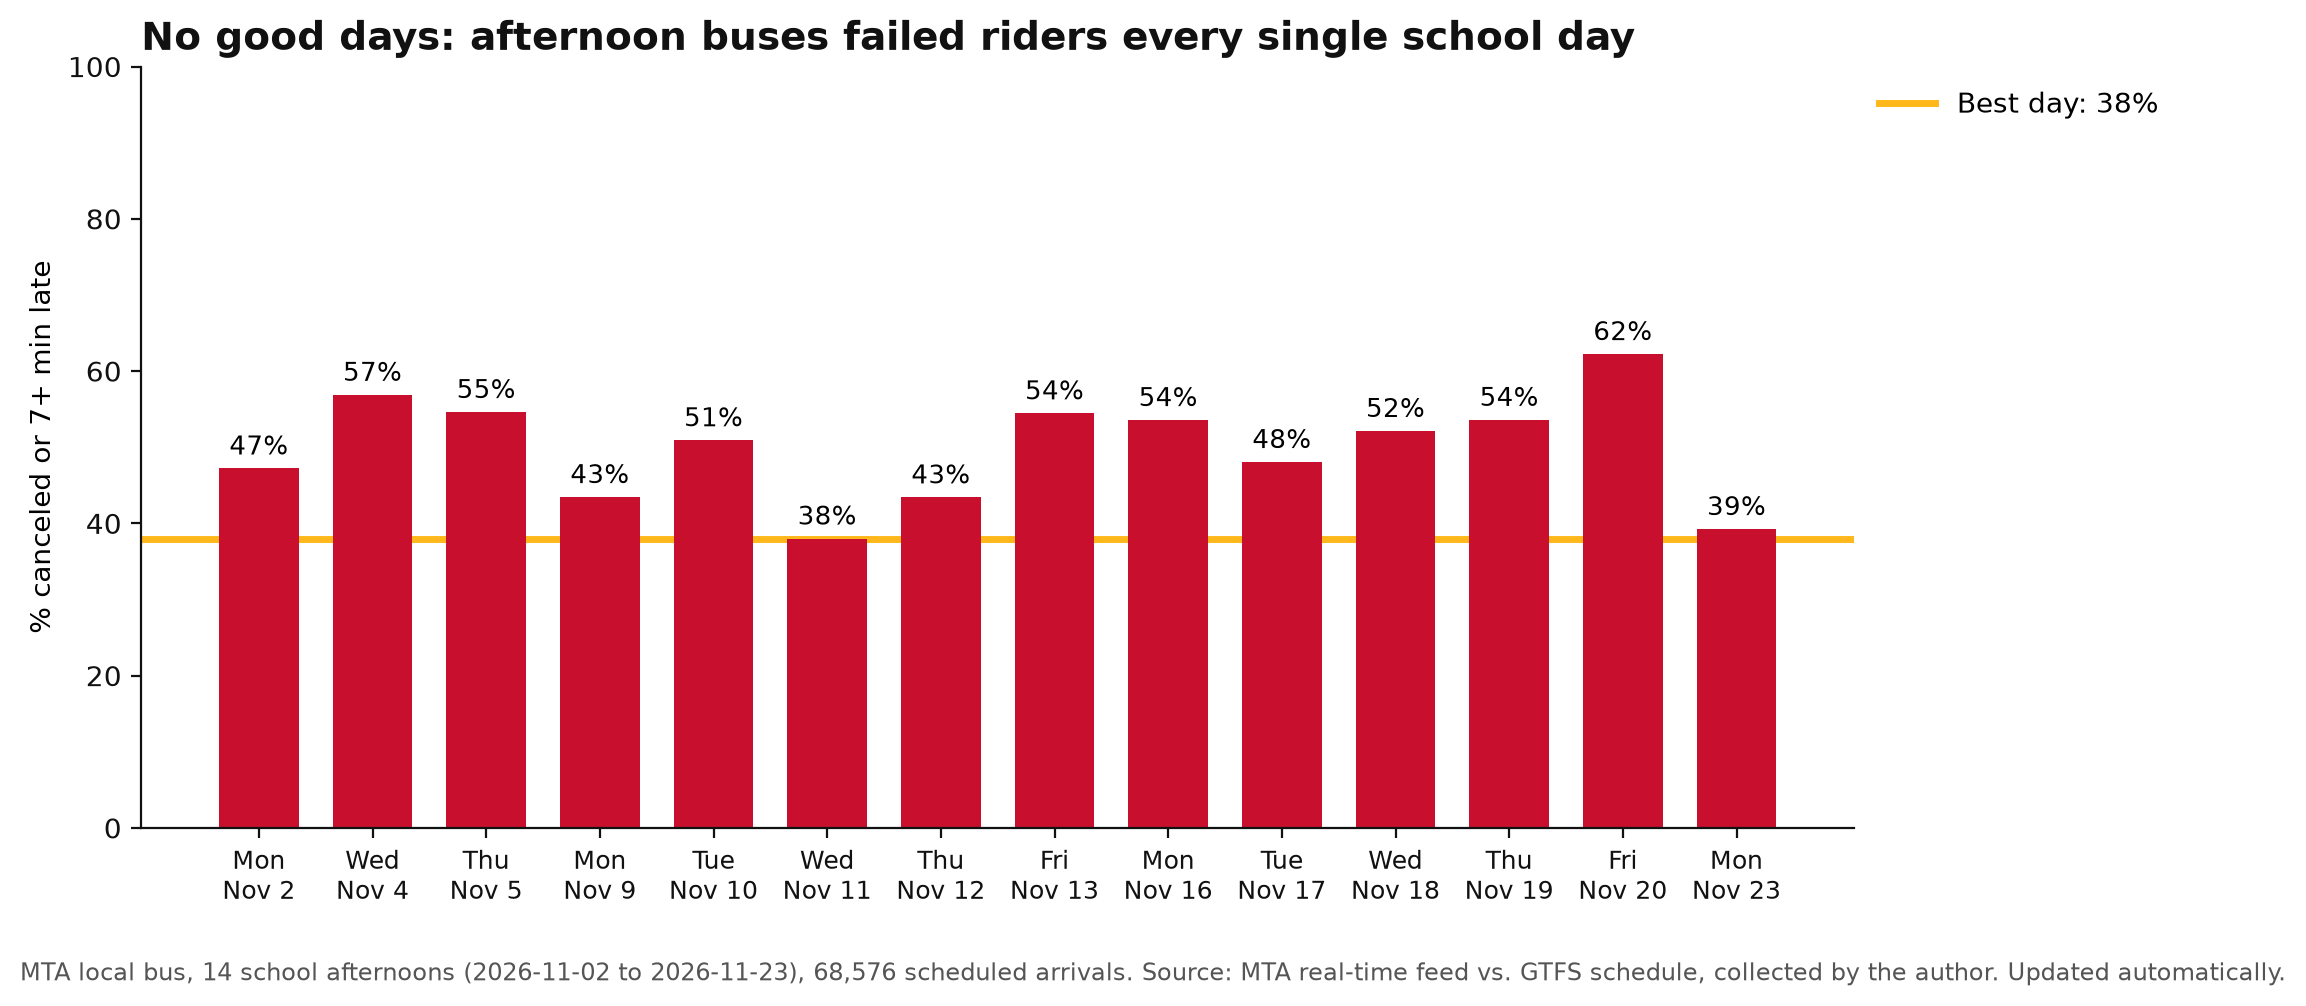 No good days: afternoon buses failed riders every single school day
Best day: 38%
% canceled or 7+ min late
100
80
60
40
20
0
47%
57%
55%
43%
51%
38%
43%
54%
54%
48%
52%
54%
62%
39%
Mon
Nov 2
Wed
Nov 4
Thu
Nov 5
Mon
Nov 9
Tue
Nov 10
Wed
Nov 11
Thu
Nov 12
Fri
Nov 13
Mon
Nov 16
Tue
Nov 17
Wed
Nov 18
Thu
Nov 19
Fri
Nov 20
Mon
Nov 23
MTA local bus, 14 school afternoons (2026-11-02 to 2026-11-23), 68,576 scheduled arrivals. Source: MTA real-time feed vs. GTFS schedule, collected by the author. Updated automatically.